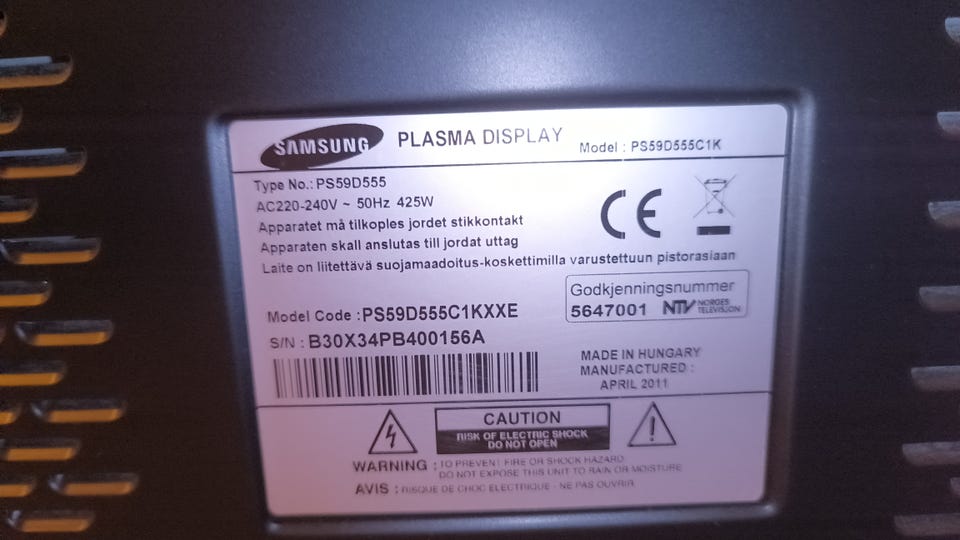 SAMSUNG PLASMA DISPLAY Model : PS59D555C1K
Type No.: PS59D555
AC220-240V ~ 50Hz 425W
Apparatet må tilkoples jordet stikkontakt
Apparaten skall anslutas till jordat uttag
Laite on liitettävä suojamaadoitus-koskettimilla varustettuun pistorasiaan
CE
Godkjenningsnummer
5647001 NTV NORGES TELEVISJON
Model Code : PS59D555C1KXXE
S/N : B30X34PB400156A
MADE IN HUNGARY
MANUFACTURED :
APRIL 2011
CAUTION
RISK OF ELECTRIC SHOCK
DO NOT OPEN
WARNING : TO PREVENT FIRE OR SHOCK HAZARD
DO NOT EXPOSE THIS UNIT TO RAIN OR MOISTURE
AVIS : RISQUE DE CHOC ELECTRIQUE - NE PAS OUVRIR